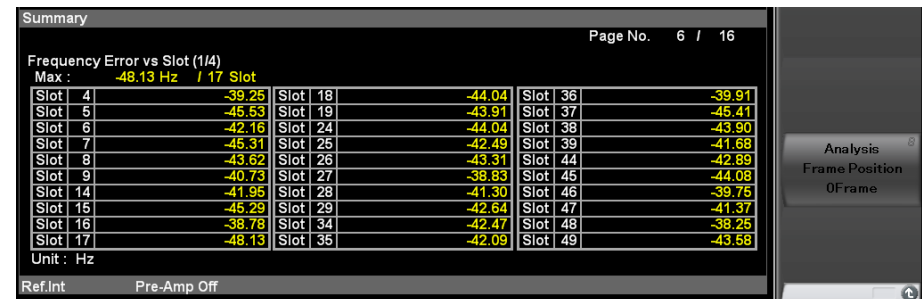 Summary
Page No. 6 / 16
Frequency Error vs Slot (1/4)
Max : -48.13 Hz / 17 Slot
Slot 4 -39.25 Slot 18 -44.04 Slot 36 -39.91
Slot 5 -45.53 Slot 19 -43.91 Slot 37 -45.41
Slot 6 -42.16 Slot 24 -44.04 Slot 38 -43.90
Slot 7 -45.31 Slot 25 -42.49 Slot 39 -41.68
Slot 8 -43.62 Slot 26 -43.31 Slot 44 -42.89
Slot 9 -40.73 Slot 27 -38.83 Slot 45 -44.08
Slot 14 -41.95 Slot 28 -41.30 Slot 46 -39.75
Slot 15 -45.29 Slot 29 -42.64 Slot 47 -41.37
Slot 16 -38.78 Slot 34 -42.47 Slot 48 -38.25
Slot 17 -48.13 Slot 35 -42.09 Slot 49 -43.58
Unit : Hz
Ref.Int Pre-Amp Off
8
Analysis
Frame Position
0Frame